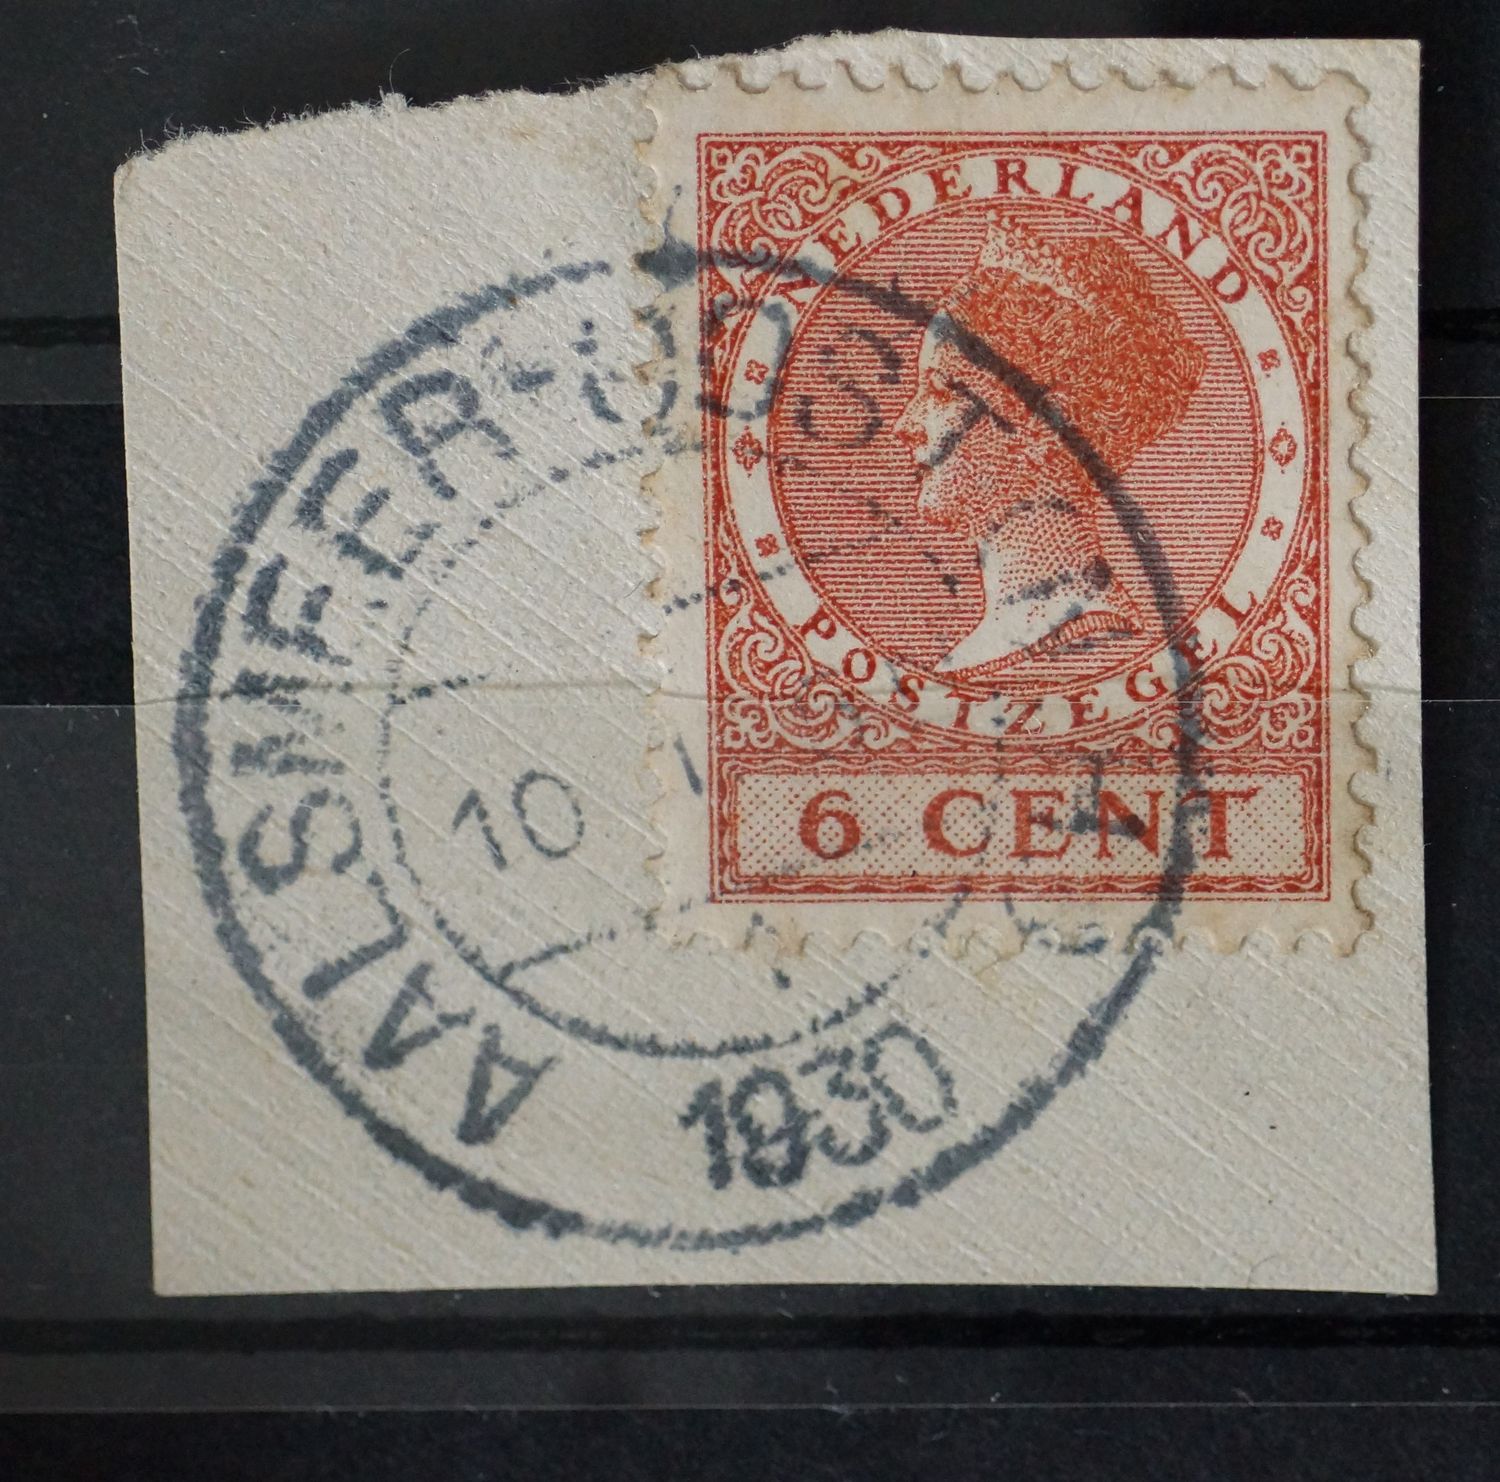 NEDERLAND
POSTZEGEL
6 CENT
AALSMEER-OOST
10
1930